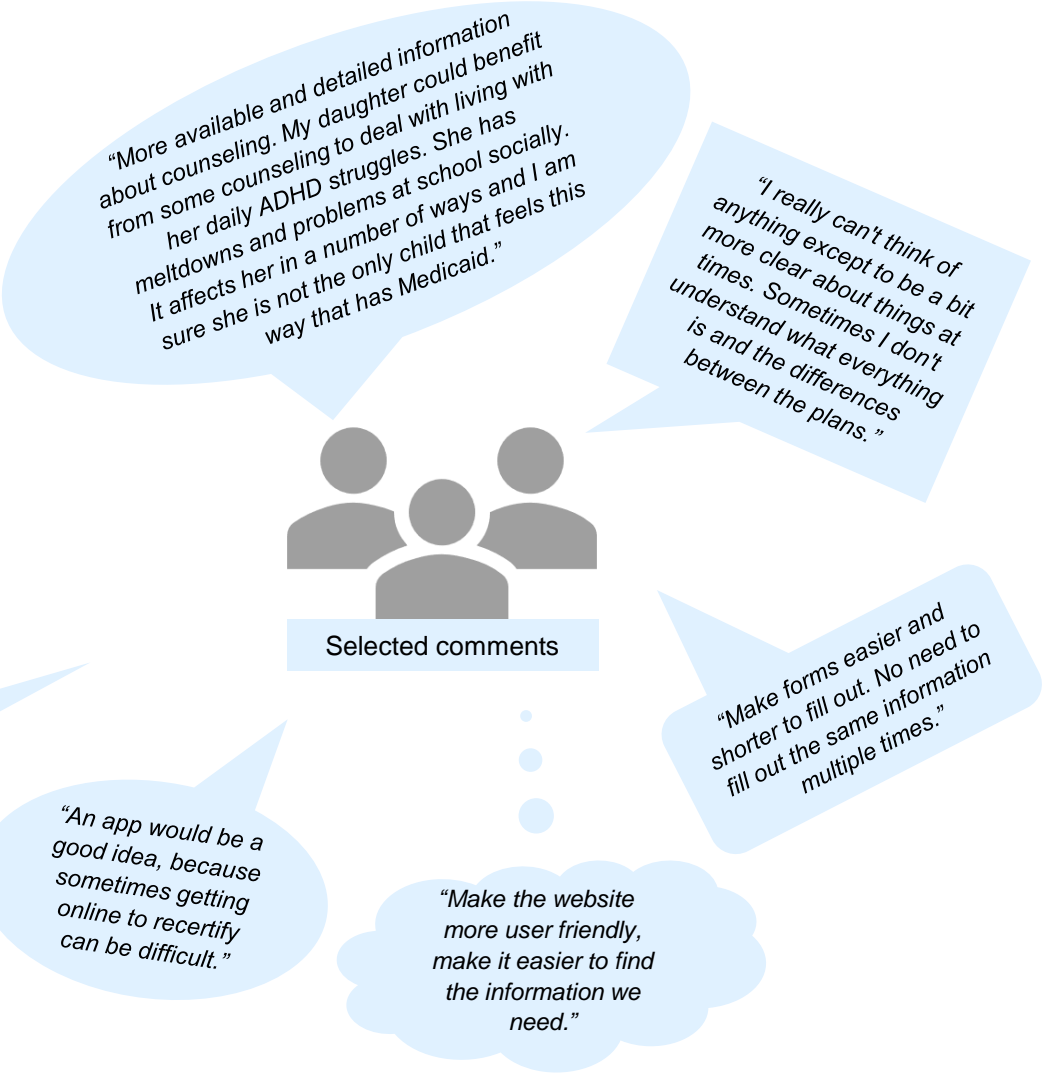 “More available and detailed information
about counseling. My daughter could benefit
from some counseling to deal with living with
her daily ADHD struggles. She has
meltdowns and problems at school socially.
It affects her in a number of ways and I am
sure she is not the only child that feels this
way that has Medicaid.”
“I really can't think of
anything except to be a bit
more clear about things at
times. Sometimes I don't
understand what everything
is and the differences
between the plans.”
Selected comments
“Make forms easier and
shorter to fill out. No need to
fill out the same information
multiple times.”
“An app would be a
good idea, because
sometimes getting
online to recertify
can be difficult.”
“Make the website
more user friendly,
make it easier to find
the information we
need.”